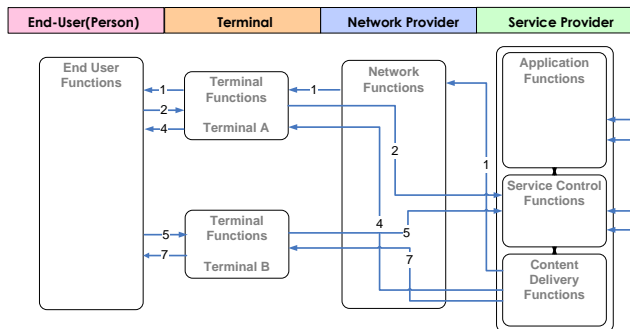 End-User(Person) Terminal Network Provider Service Provider
End User
Functions
Terminal
Functions
Terminal A
Network
Functions
Application
Functions
1
1
2
4
2
1
Service Control
Functions
5
7
Terminal
Functions
Terminal B
4
5
7
Content
Delivery
Functions